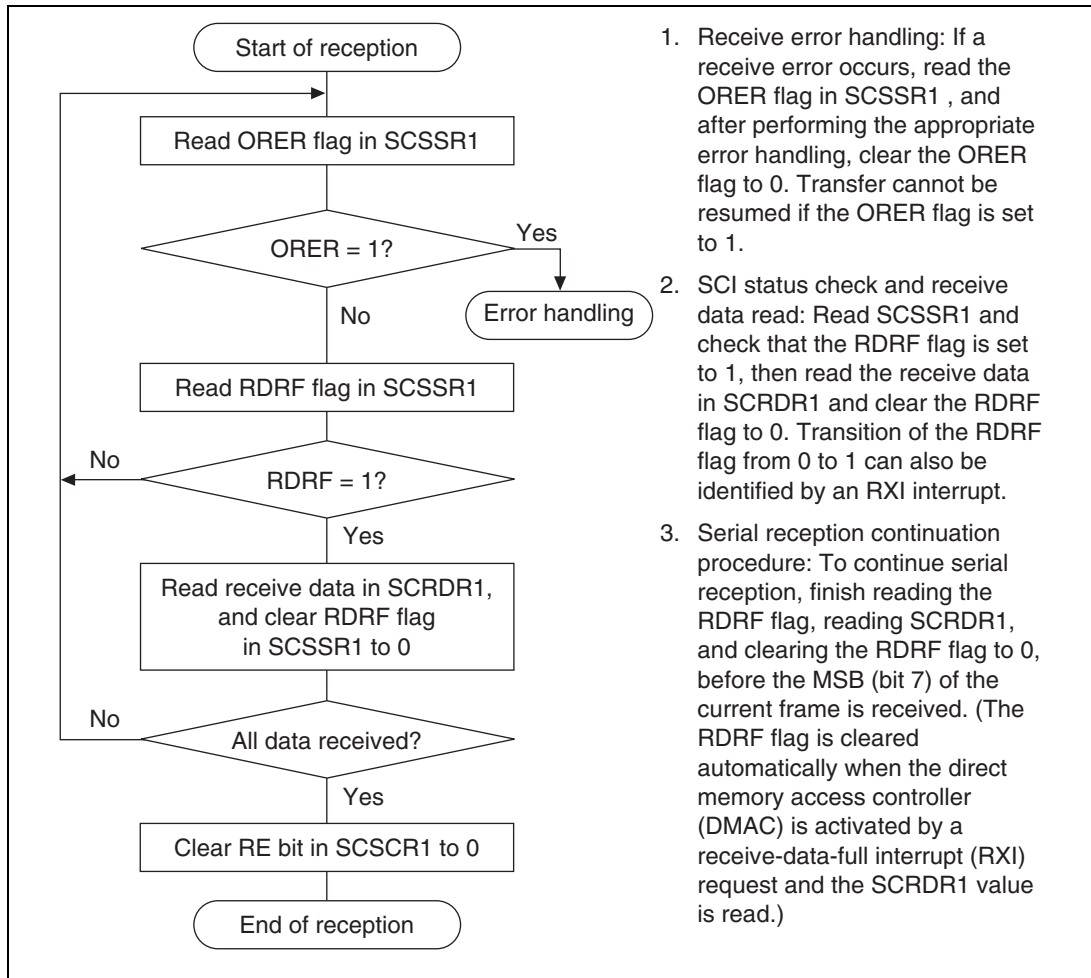 Start of reception
Read ORER flag in SCSSR1
ORER = 1?
Yes
Error handling
No
Read RDRF flag in SCSSR1
No
RDRF = 1?
Yes
Read receive data in SCRDR1,
and clear RDRF flag
in SCSSR1 to 0
No
All data received?
Yes
Clear RE bit in SCSCR1 to 0
End of reception
1. Receive error handling: If a
receive error occurs, read the
ORER flag in SCSSR1 , and
after performing the appropriate
error handling, clear the ORER
flag to 0. Transfer cannot be
resumed if the ORER flag is set
to 1.
2. SCI status check and receive
data read: Read SCSSR1 and
check that the RDRF flag is set
to 1, then read the receive data
in SCRDR1 and clear the RDRF
flag to 0. Transition of the RDRF
flag from 0 to 1 can also be
identified by an RXI interrupt.
3. Serial reception continuation
procedure: To continue serial
reception, finish reading the
RDRF flag, reading SCRDR1,
and clearing the RDRF flag to 0,
before the MSB (bit 7) of the
current frame is received. (The
RDRF flag is cleared
automatically when the direct
memory access controller
(DMAC) is activated by a
receive-data-full interrupt (RXI)
request and the SCRDR1 value
is read.)